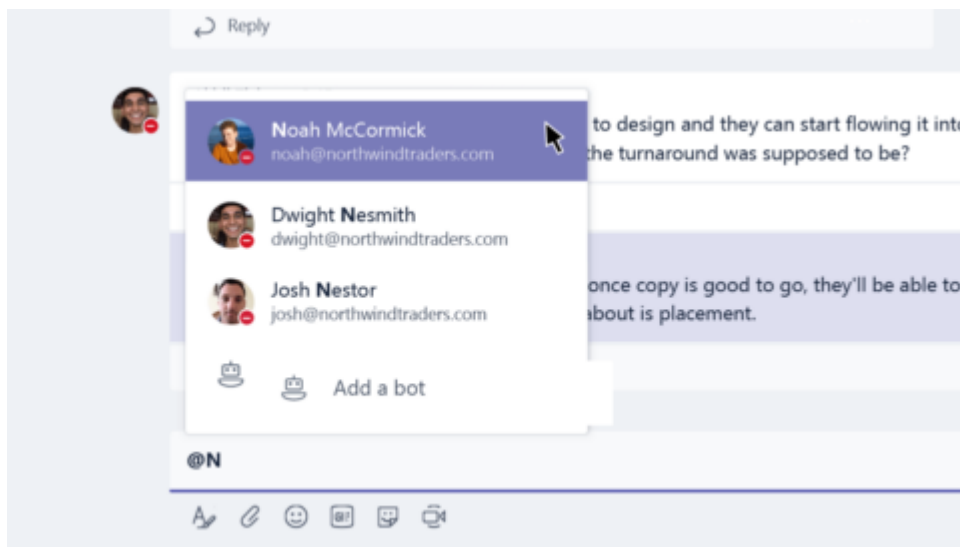 Reply
to design and they can start flowing it into
the turnaround was supposed to be?
Noah McCormick
noah@northwindtraders.com
Dwight Nesmith
dwight@northwindtraders.com
Josh Nestor
josh@northwindtraders.com
once copy is good to go, they'll be able to
about is placement.
Add a bot
@N